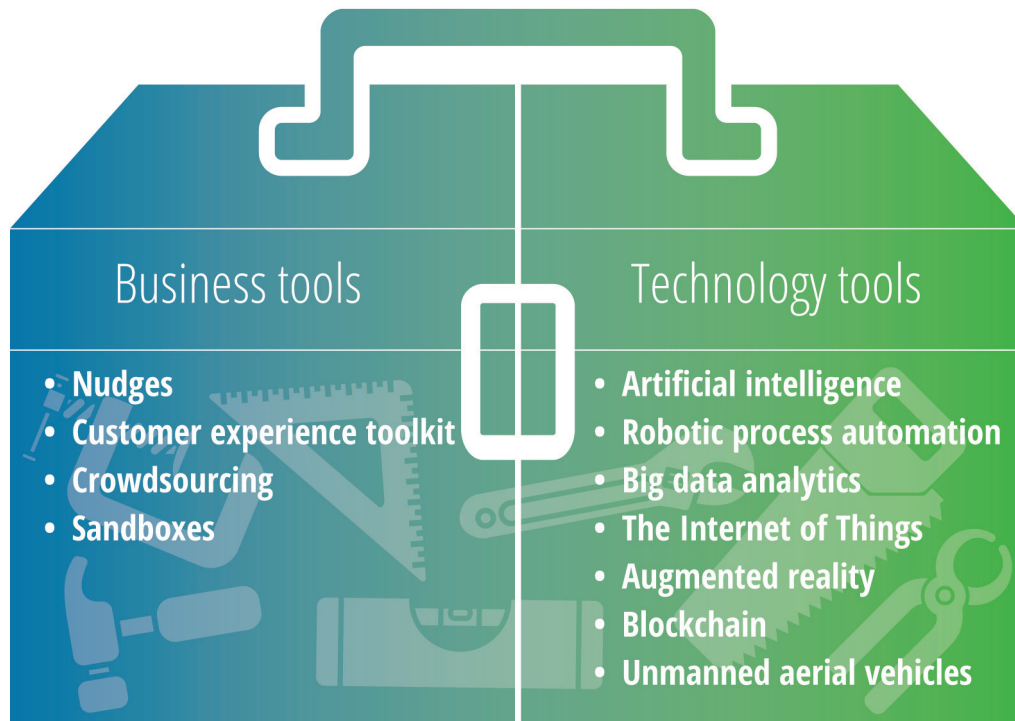 Business tools
• Nudges
• Customer experience toolkit
• Crowdsourcing
• Sandboxes
Technology tools
• Artificial intelligence
• Robotic process automation
• Big data analytics
• The Internet of Things
• Augmented reality
• Blockchain
• Unmanned aerial vehicles